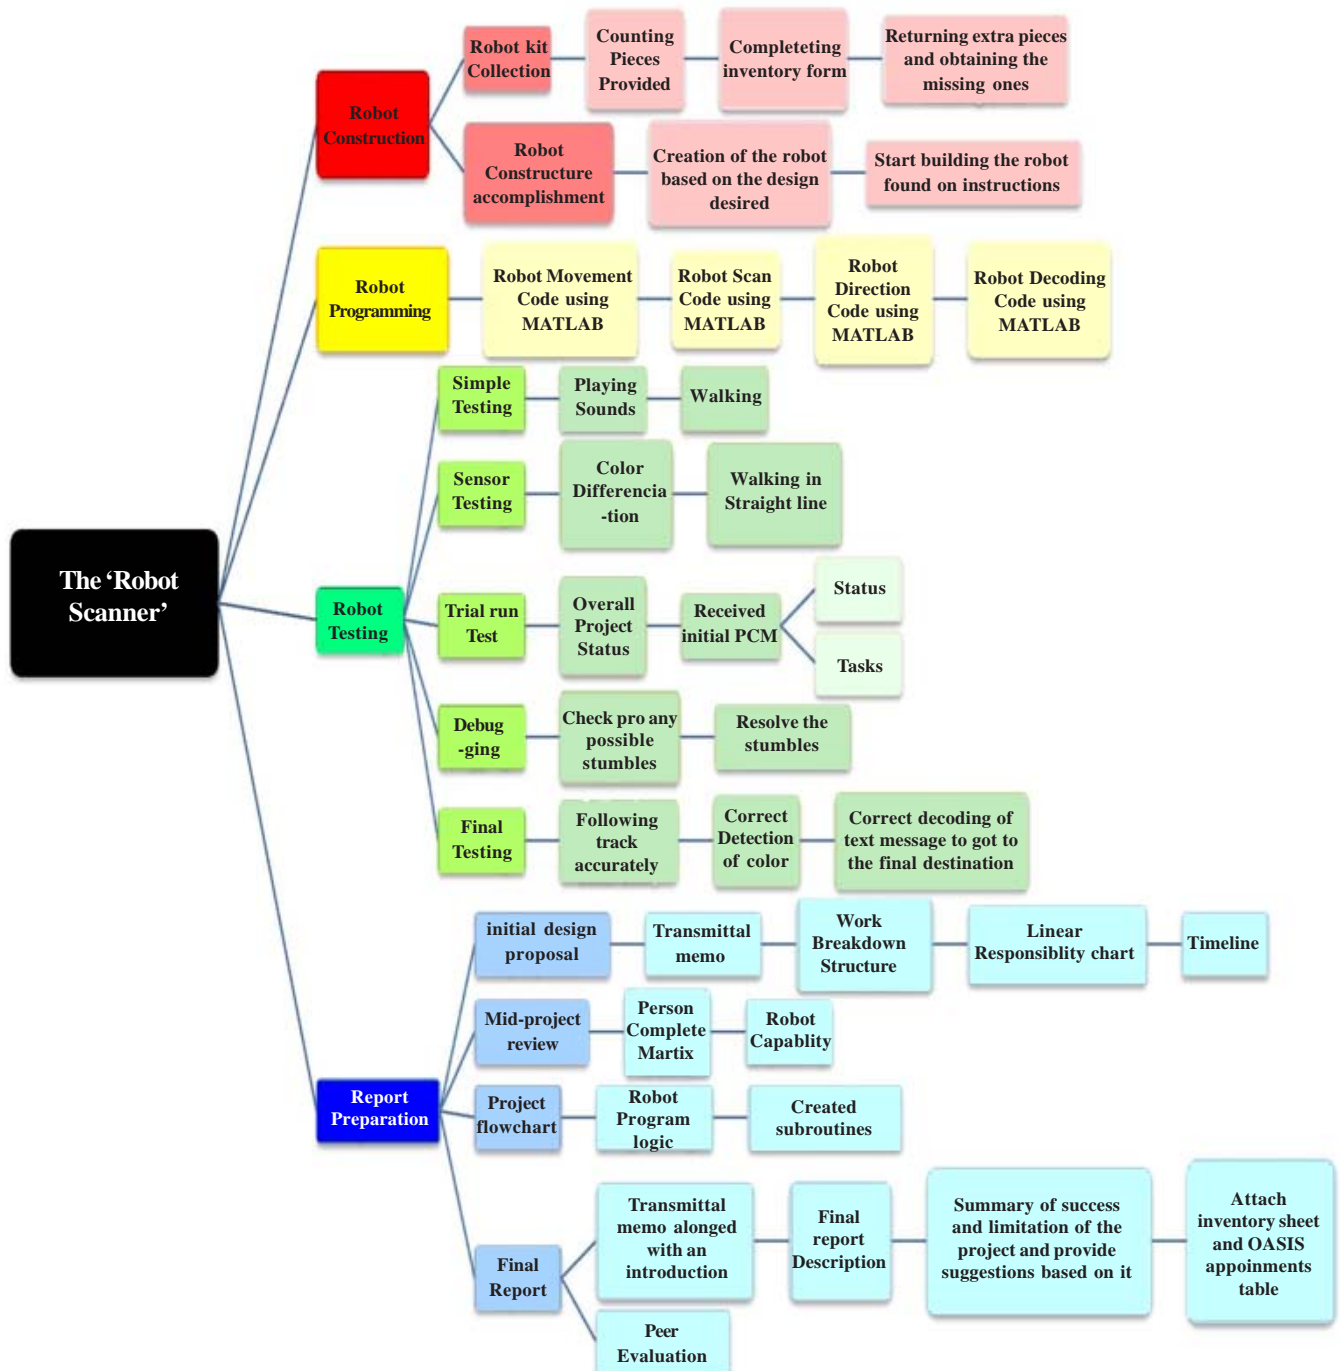 The ‘Robot
Scanner’
Robot
Construction
Robot kit
Collection
Counting
Pieces
Provided
Completeting
inventory form
Returning extra pieces
and obtaining the
missing ones
Robot
Constructure
accomplishment
Creation of the robot
based on the design
desired
Start building the robot
found on instructions
Robot
Programming
Robot Movement
Code using
MATLAB
Robot Scan
Code using
MATLAB
Robot
Direction
Code using
MATLAB
Robot Decoding
Code using
MATLAB
Robot
Testing
Simple
Testing
Playing
Sounds
Walking
Sensor
Testing
Color
Differencia
-tion
Walking in
Straight line
Trial run
Test
Overall
Project
Status
Received
initial PCM
Status
Tasks
Debug
-ging
Check pro any
possible
stumbles
Resolve the
stumbles
Final
Testing
Following
track
accurately
Correct
Detection
of color
Correct decoding of
text message to got to
the final destination
Report
Preparation
initial design
proposal
Transmittal
memo
Work
Breakdown
Structure
Linear
Responsiblity chart
Timeline
Mid-project
review
Person
Complete
Martix
Robot
Capablity
Project
flowchart
Robot
Program
logic
Created
subroutines
Final
Report
Transmittal
memo alonged
with an
introduction
Final
report
Description
Summary of success
and limitation of the
project and provide
suggestions based on it
Attach
inventory sheet
and OASIS
appoinments
table
Peer
Evaluation